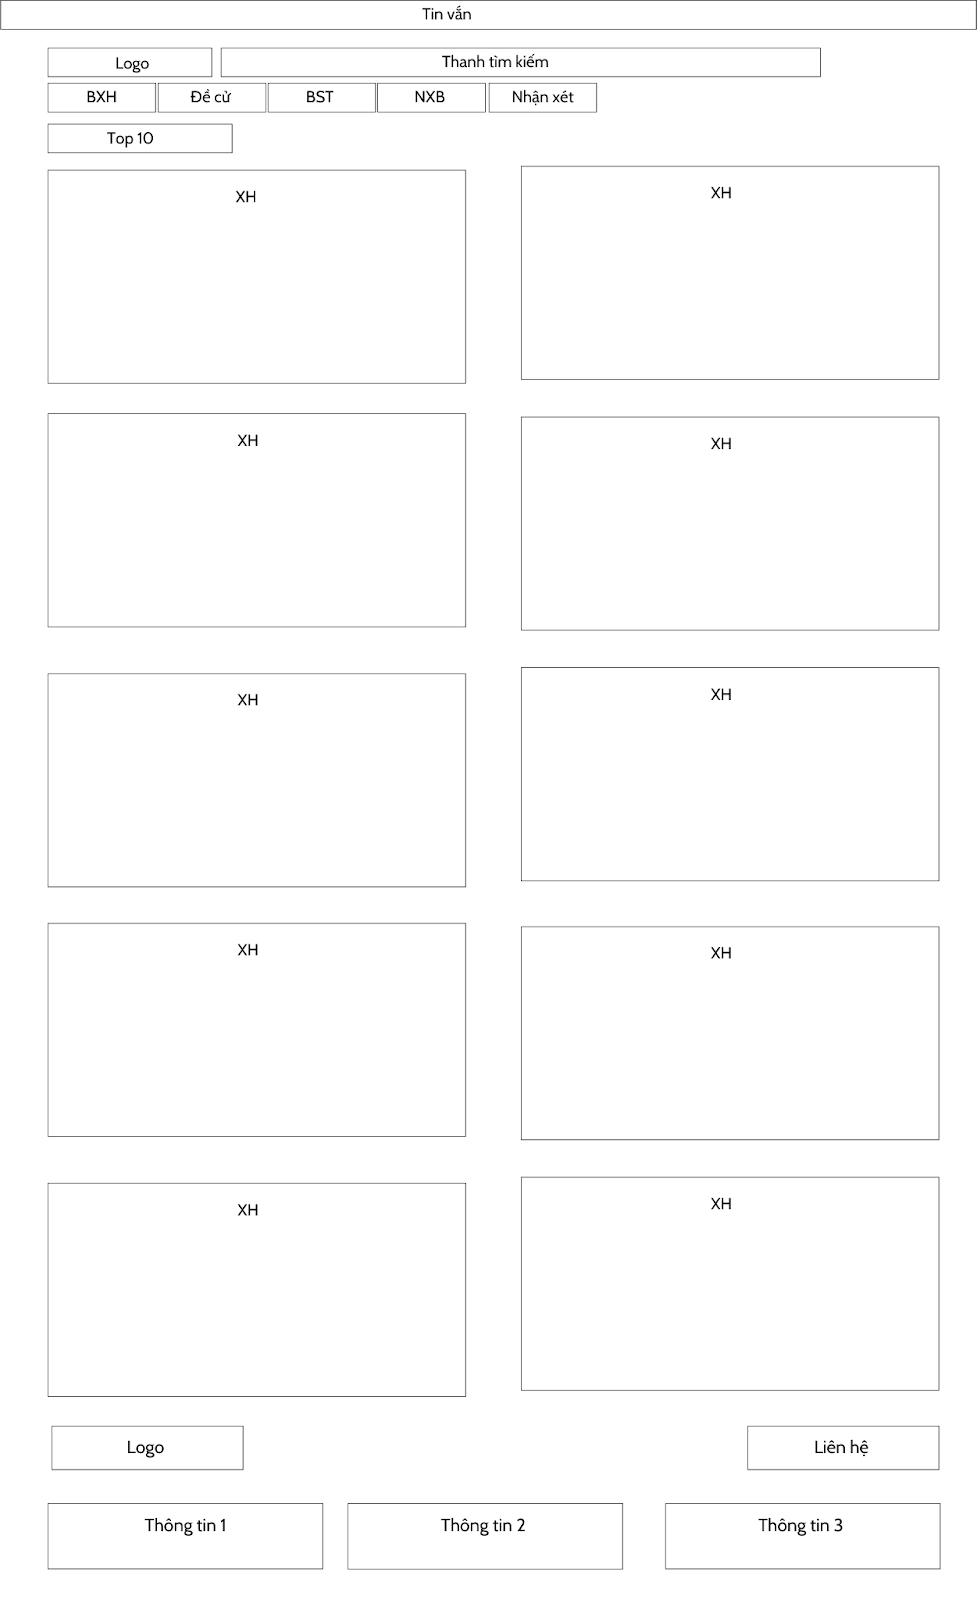 Tin vắn
Logo
Thanh tìm kiếm
BXH
Đề cử
BST
NXB
Nhận xét
Top 10
XH
XH
XH
XH
XH
XH
XH
XH
XH
XH
Logo
Liên hệ
Thông tin 1
Thông tin 2
Thông tin 3